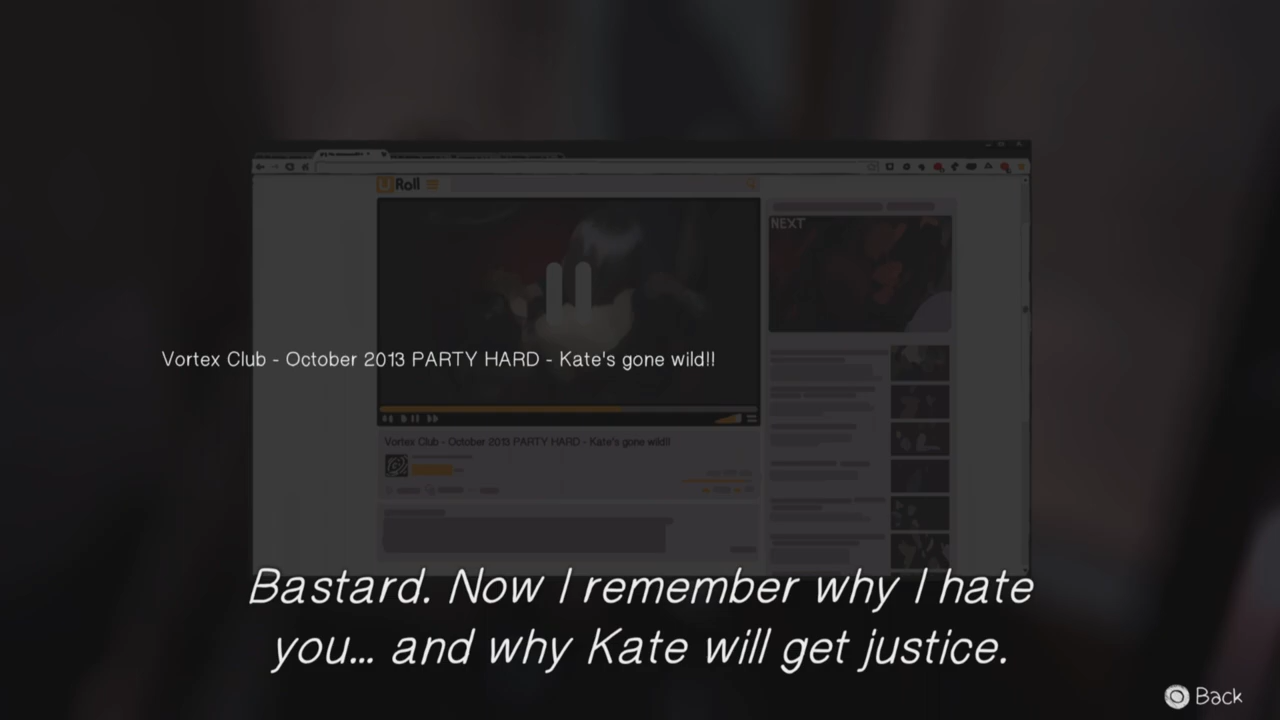 U Roll
NEXT
Vortex Club - October 2013 PARTY HARD - Kate's gone wild!!
Vortex Club - October 2013 PARTY HARD - Kate's gone wild!!
Bastard. Now I remember why I hate
you... and why Kate will get justice.
Back